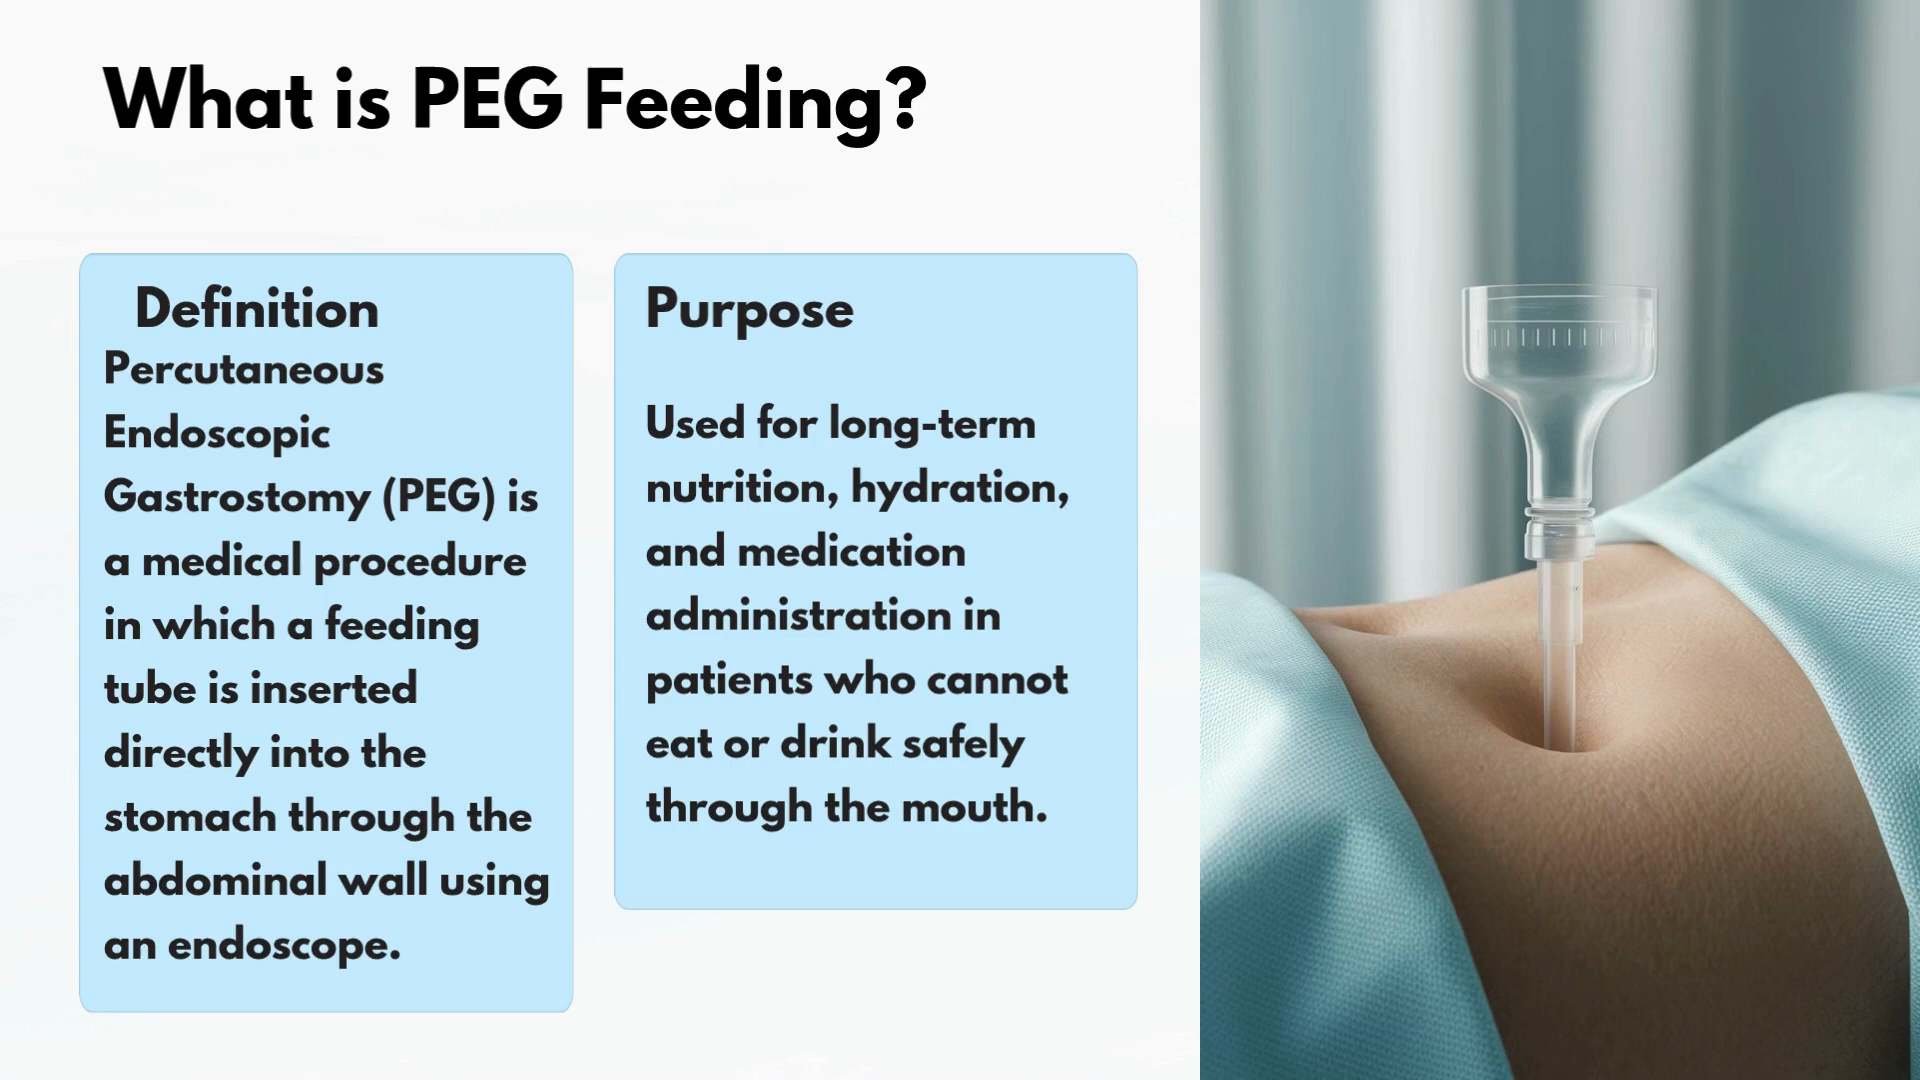 What is PEG Feeding?
Definition
Percutaneous
Endoscopic
Gastrostomy (PEG) is
a medical procedure
in which a feeding
tube is inserted
directly into the
stomach through the
abdominal wall using
an endoscope.
Purpose
Used for long-term
nutrition, hydration,
and medication
administration in
patients who cannot
eat or drink safely
through the mouth.